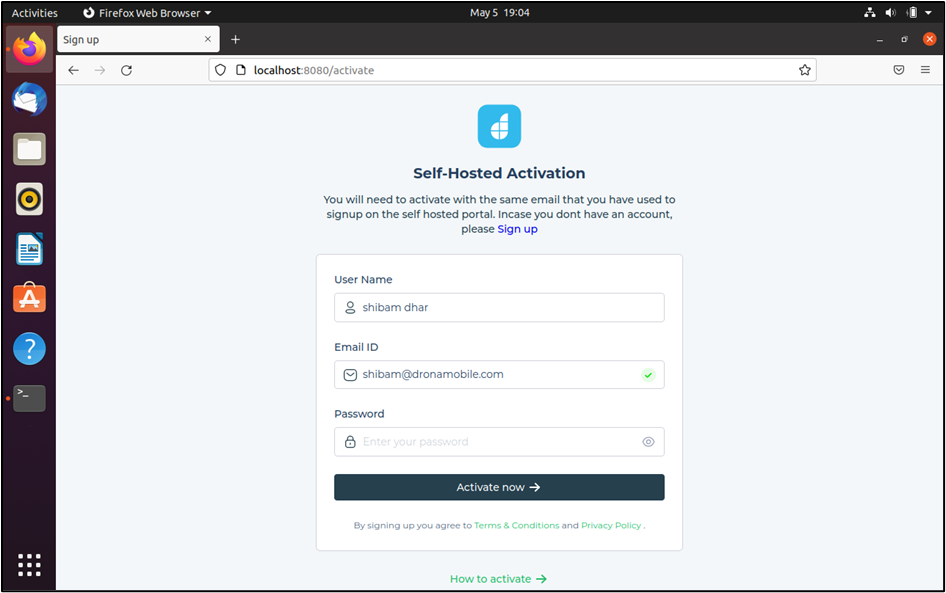 Activities
Firefox Web Browser
May 5 19:04
Sign up
localhost:8080/activate
Self-Hosted Activation
You will need to activate with the same email that you have used to
signup on the self hosted portal. Incase you dont have an account,
please Sign up
User Name
shibam dhar
Email ID
shibam@dronamobile.com
Password
Enter your password
Activate now →
By signing up you agree to Terms & Conditions and Privacy Policy .
How to activate →